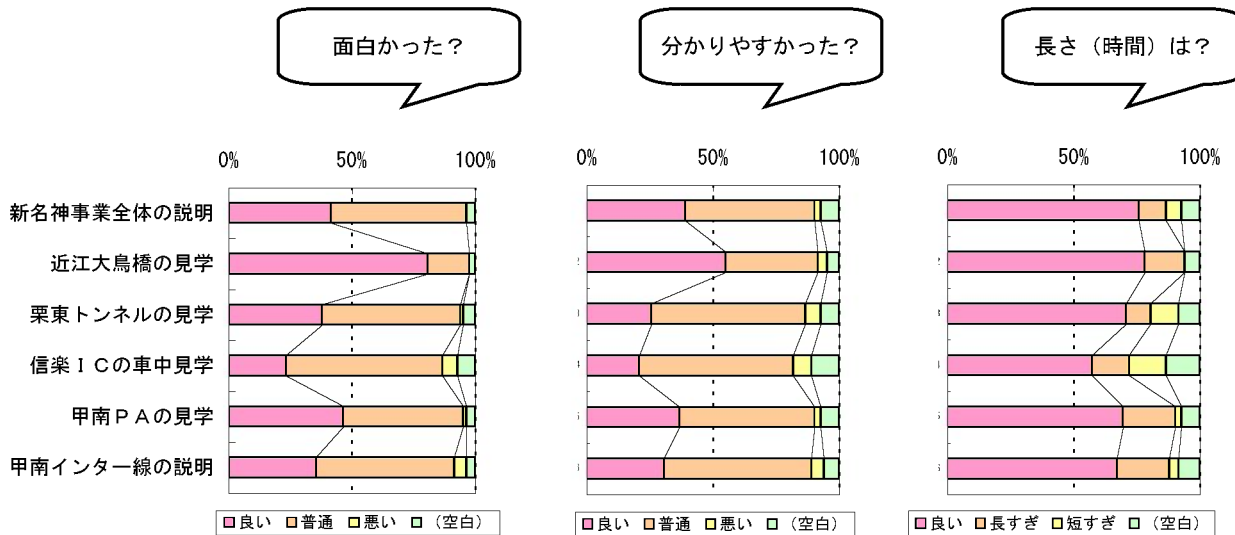 面白かった？
分かりやすかった？
長さ（時間）は？
0% 50% 100%
0% 50% 100%
50% 100%
新名神事業全体の説明
近江大鳥橋の見学
栗東トンネルの見学
信楽ＩＣの車中見学
甲南ＰＡの見学
甲南インター線の説明
良い 普通 悪い （空白）
良い 普通 悪い （空白）
良い 長すぎ 短すぎ （空白）